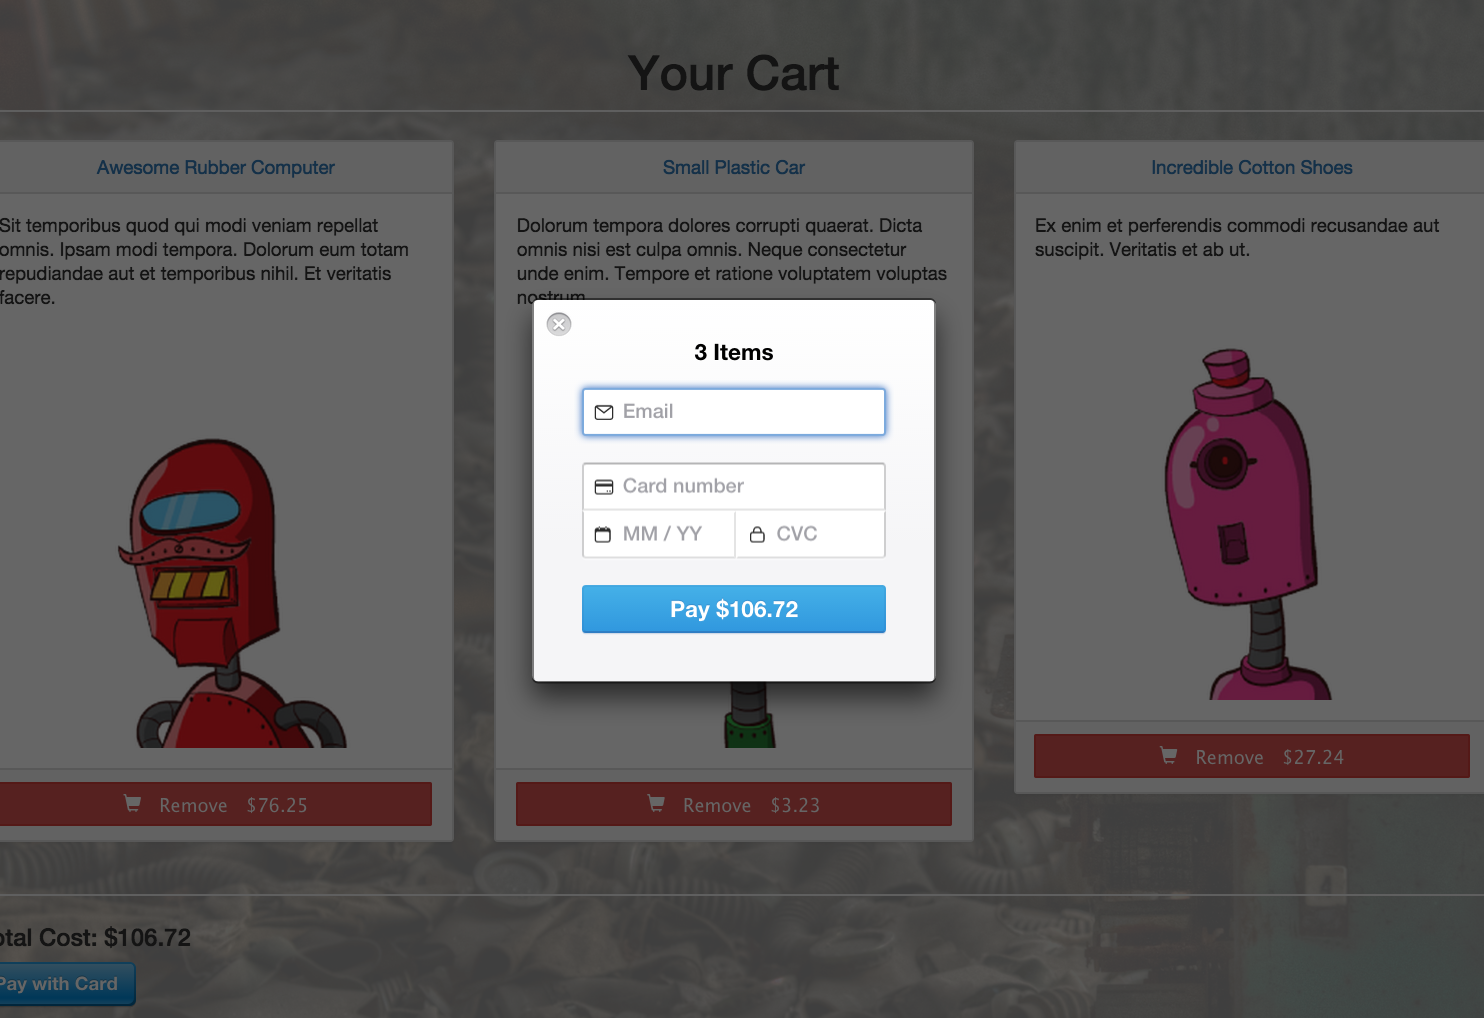 Your Cart
Awesome Rubber Computer
Sit temporibus quod qui modi veniam repellat
omnis. Ipsam modi tempora. Dolorum eum totam
repudiandae aut et temporibus nihil. Et veritatis
facere.
Remove $76.25
Small Plastic Car
Dolorum tempora dolores corrupti quaerat. Dicta
omnis nisi est culpa omnis. Neque consectetur
unde enim. Tempore et ratione voluptatem voluptas
nostrum
Remove $3.23
Incredible Cotton Shoes
Ex enim et perferendis commodi recusandae aut
suscipit. Veritatis et ab ut.
Remove $27.24
3 Items
Email
Card number
MM / YY CVC
Pay $106.72
otal Cost: $106.72
Pay with Card